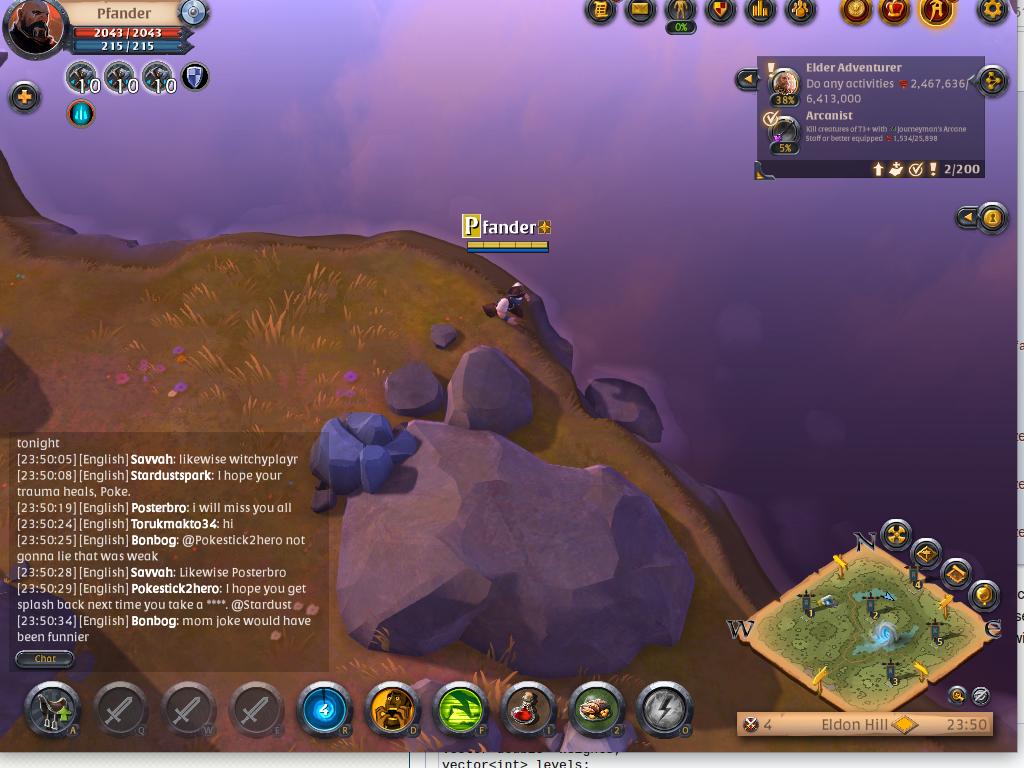 Pfander
2043/2043
215/215
10 10 10
0%
Elder Adventurer
Do any activities 2,467,636/
6,413,000
38%
Arcanist
Kill creatures of T3+ with Journeyman's Arcane
Staff or better equipped 1,534/25,898
5%
2/200
Pfander
tonight
[23:50:05] [English] Savvah: likewise witchyplayr
[23:50:08] [English] Stardustspark: I hope your
trauma heals, Poke.
[23:50:19] [English] Posterbro: i will miss you all
[23:50:24] [English] Torukmakto34: hi
[23:50:25] [English] Bonbog: @Pokestick2hero not
gonna lie that was weak
[23:50:28] [English] Savvah: Likewise Posterbro
[23:50:29] [English] Pokestick2hero: I hope you get
splash back next time you take a ****. @Stardust
[23:50:34] [English] Bonbog: mom joke would have
been funnier
Chat
N
W
E
1
2
3
4
5
4
A
Q
W
E
R
D
F
1
2
O
4
Eldon Hill
23:50
vector<int> levels;